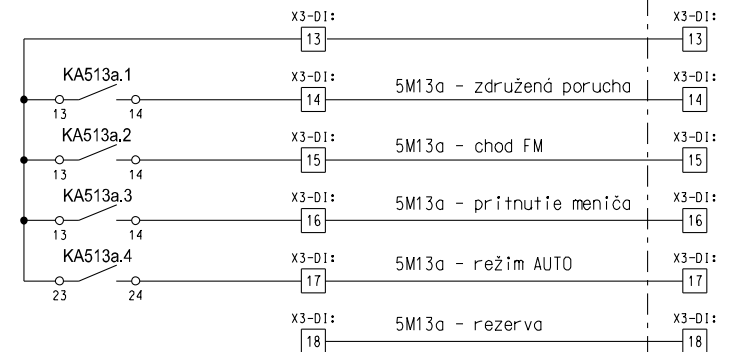 X3-DI: X3-DI:
13 13
KA513a.1 X3-DI: 5M13a - združená porucha X3-DI:
13 14 14 14
KA513a.2 X3-DI: 5M13a - chod FM X3-DI:
13 14 15 15
KA513a.3 X3-DI: 5M13a - pritnutie meniča X3-DI:
13 14 16 16
KA513a.4 X3-DI: 5M13a - režim AUTO X3-DI:
23 24 17 17
X3-DI: 5M13a - rezerva X3-DI:
18 18